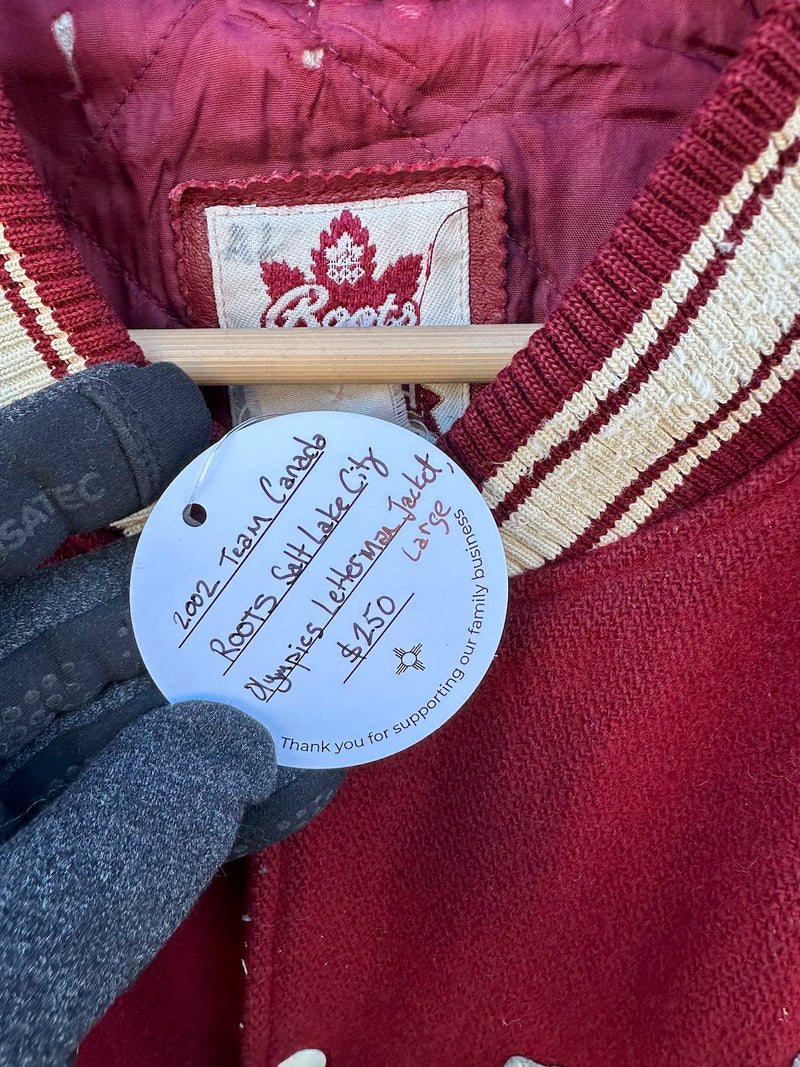 Roots
SATEC
2002 Team Canada
ROOTS Salt Lake City
Olympics Letterman Jacket,
Large
$250
Thank you for supporting our family business